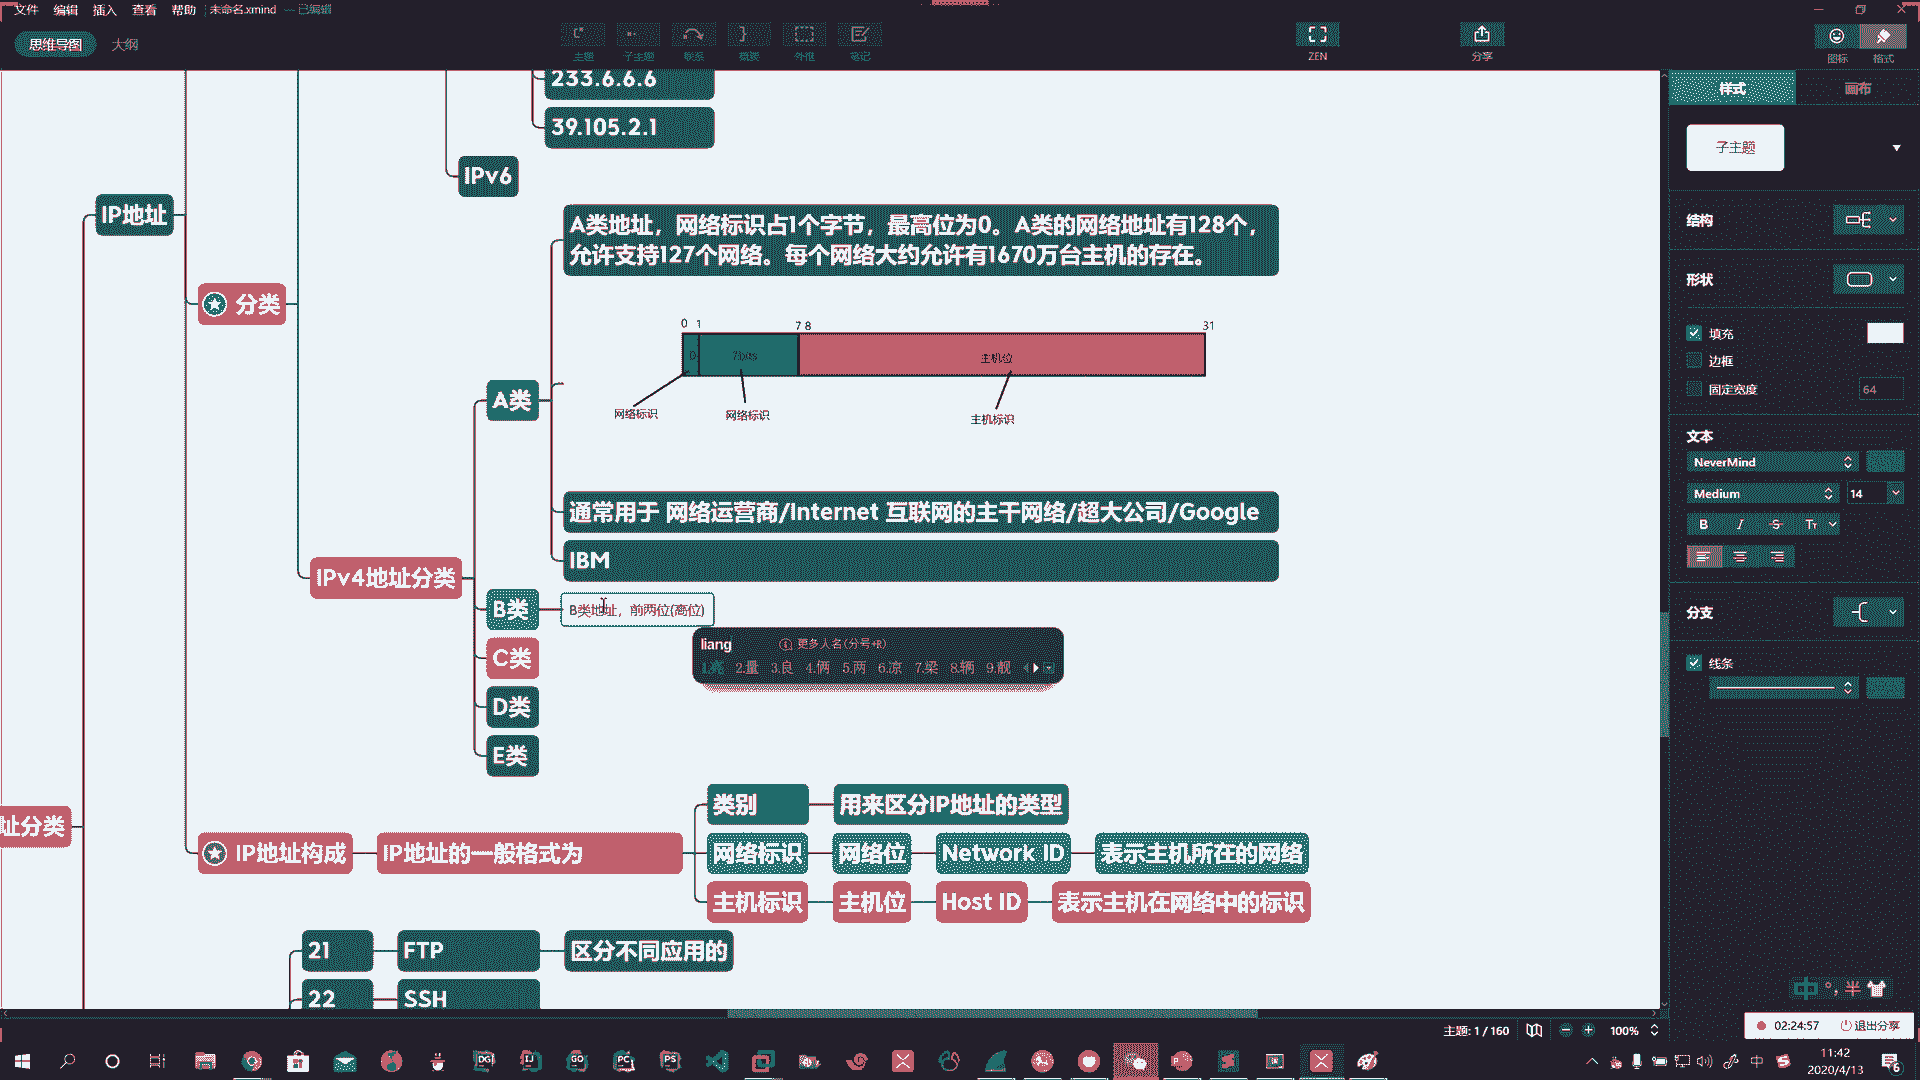 文件 编辑 插入 查看 帮助 未命名.xmind — 已编辑
思维导图 大纲
主题 子主题 联系 概要 外框 笔记
ZEN 分享 图标 格式
样式 画布
子主题
结构
形状
填充
边框
固定宽度 64
文本
NeverMind
Medium 14
B I S Tт
分支
线条
233.6.6.6
39.105.2.1
IPv6
IP地址
分类
A类地址，网络标识占1个字节，最高位为0。A类的网络地址有128个，
允许支持127个网络。每个网络大约允许有1670万台主机的存在。
0 1 7 8 31
0 7bits 主机位
网络标识 网络标识 主机标识
A类
通常用于 网络运营商/Internet 互联网的主干网络/超大公司/Google
IBM
IPv4地址分类
B类 B类地址，前两位(高位)
liang 更多人名(分号+R)
1.亮 2.量 3.良 4.俩 5.两 6.凉 7.梁 8.辆 9.靓
C类
D类
E类
址分类
类别 用来区分IP地址的类型
IP地址构成 IP地址的一般格式为
网络标识 网络位 Network ID 表示主机所在的网络
主机标识 主机位 Host ID 表示主机在网络中的标识
21 FTP 区分不同应用的
22 SSH
中 °, 半
主题: 1 / 160 100%
02:24:57 退出分享
DG IJ GO PC PS
中
11:42
2020/4/13
6